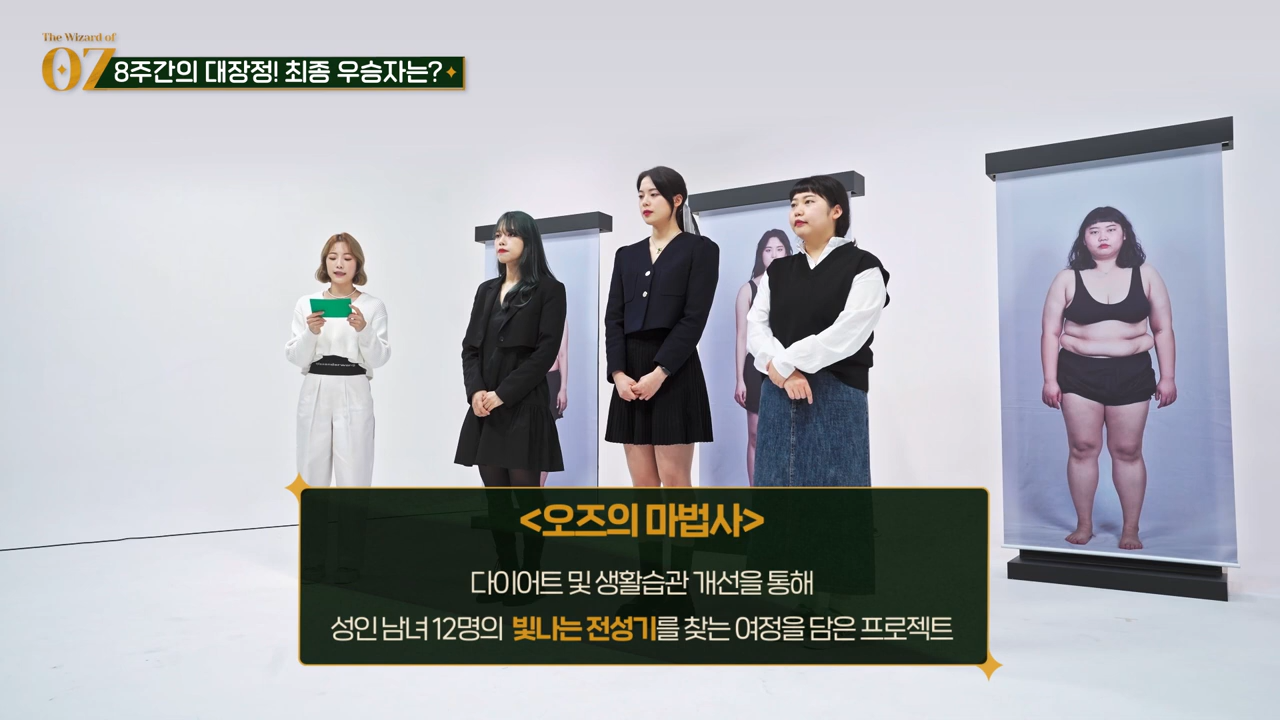 The Wizard of
OZ
8주간의 대장정! 최종 우승자는?
<오즈의 마법사>
다이어트 및 생활습관 개선을 통해
성인 남녀 12명의 빛나는 전성기를 찾는 여정을 담은 프로젝트